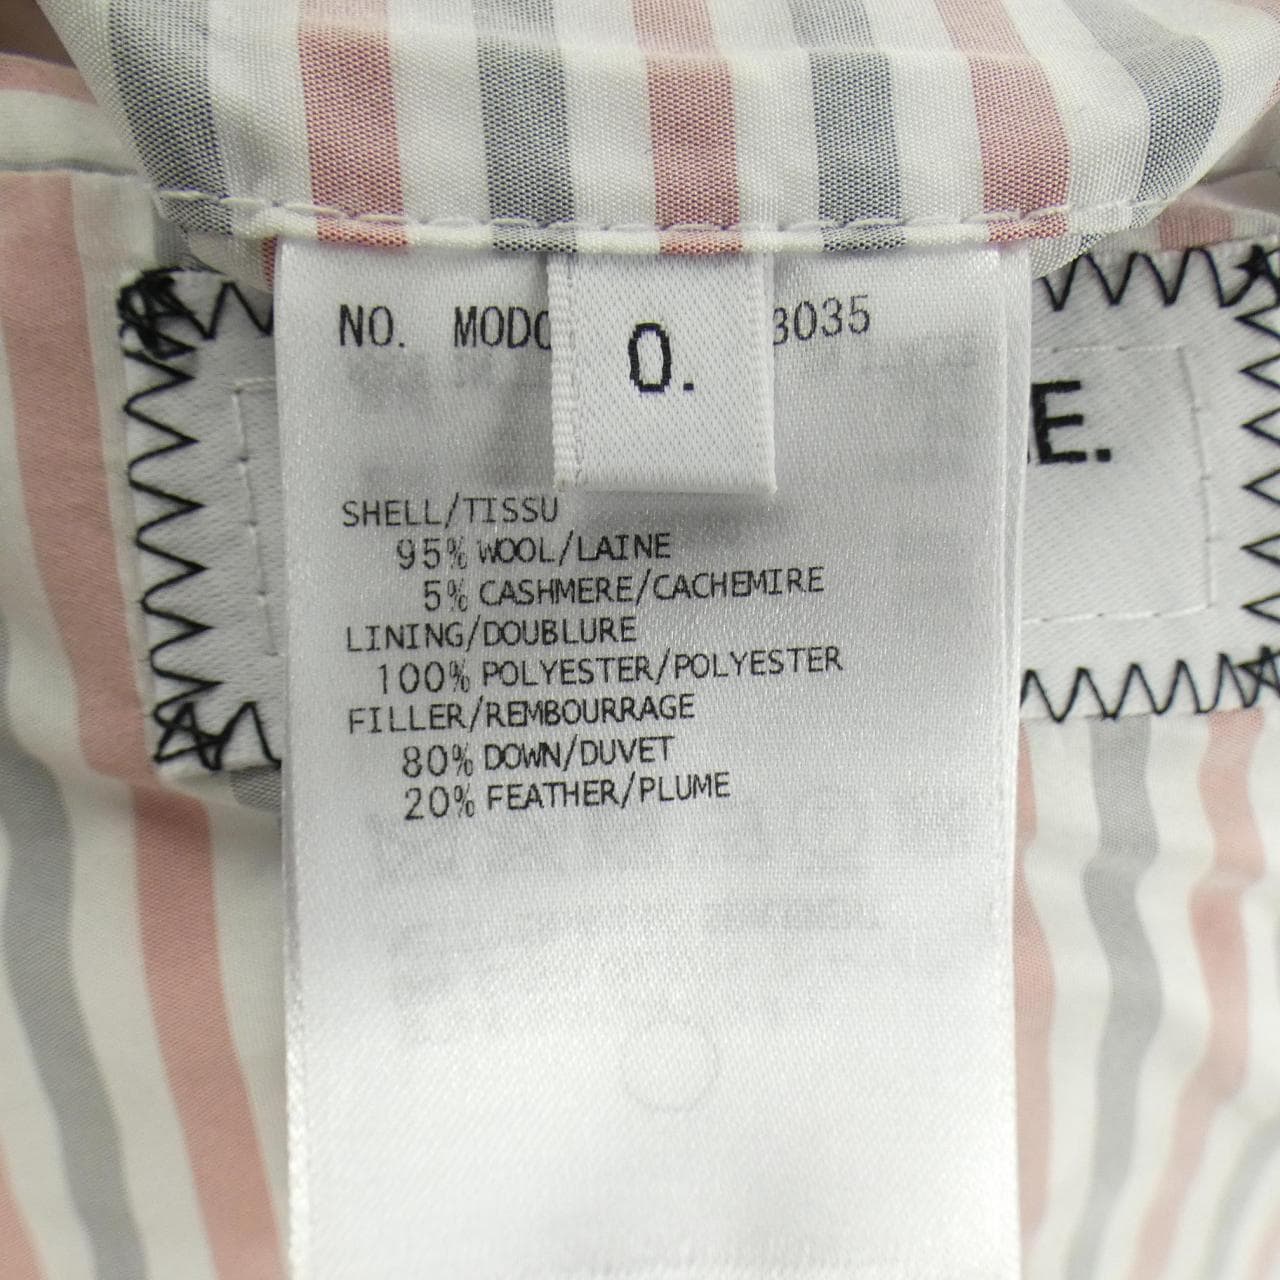 NO. 3035
0.
E.
SHELL/TISSU
95% WOOL/LAINE
5% CASHMERE/CACHEMIRE
LINING/DOUBLURE
100% POLYESTER/POLYESTER
FILLER/REMBOURRAGE
80% DOWN/DUVET
20% FEATHER/PLUME